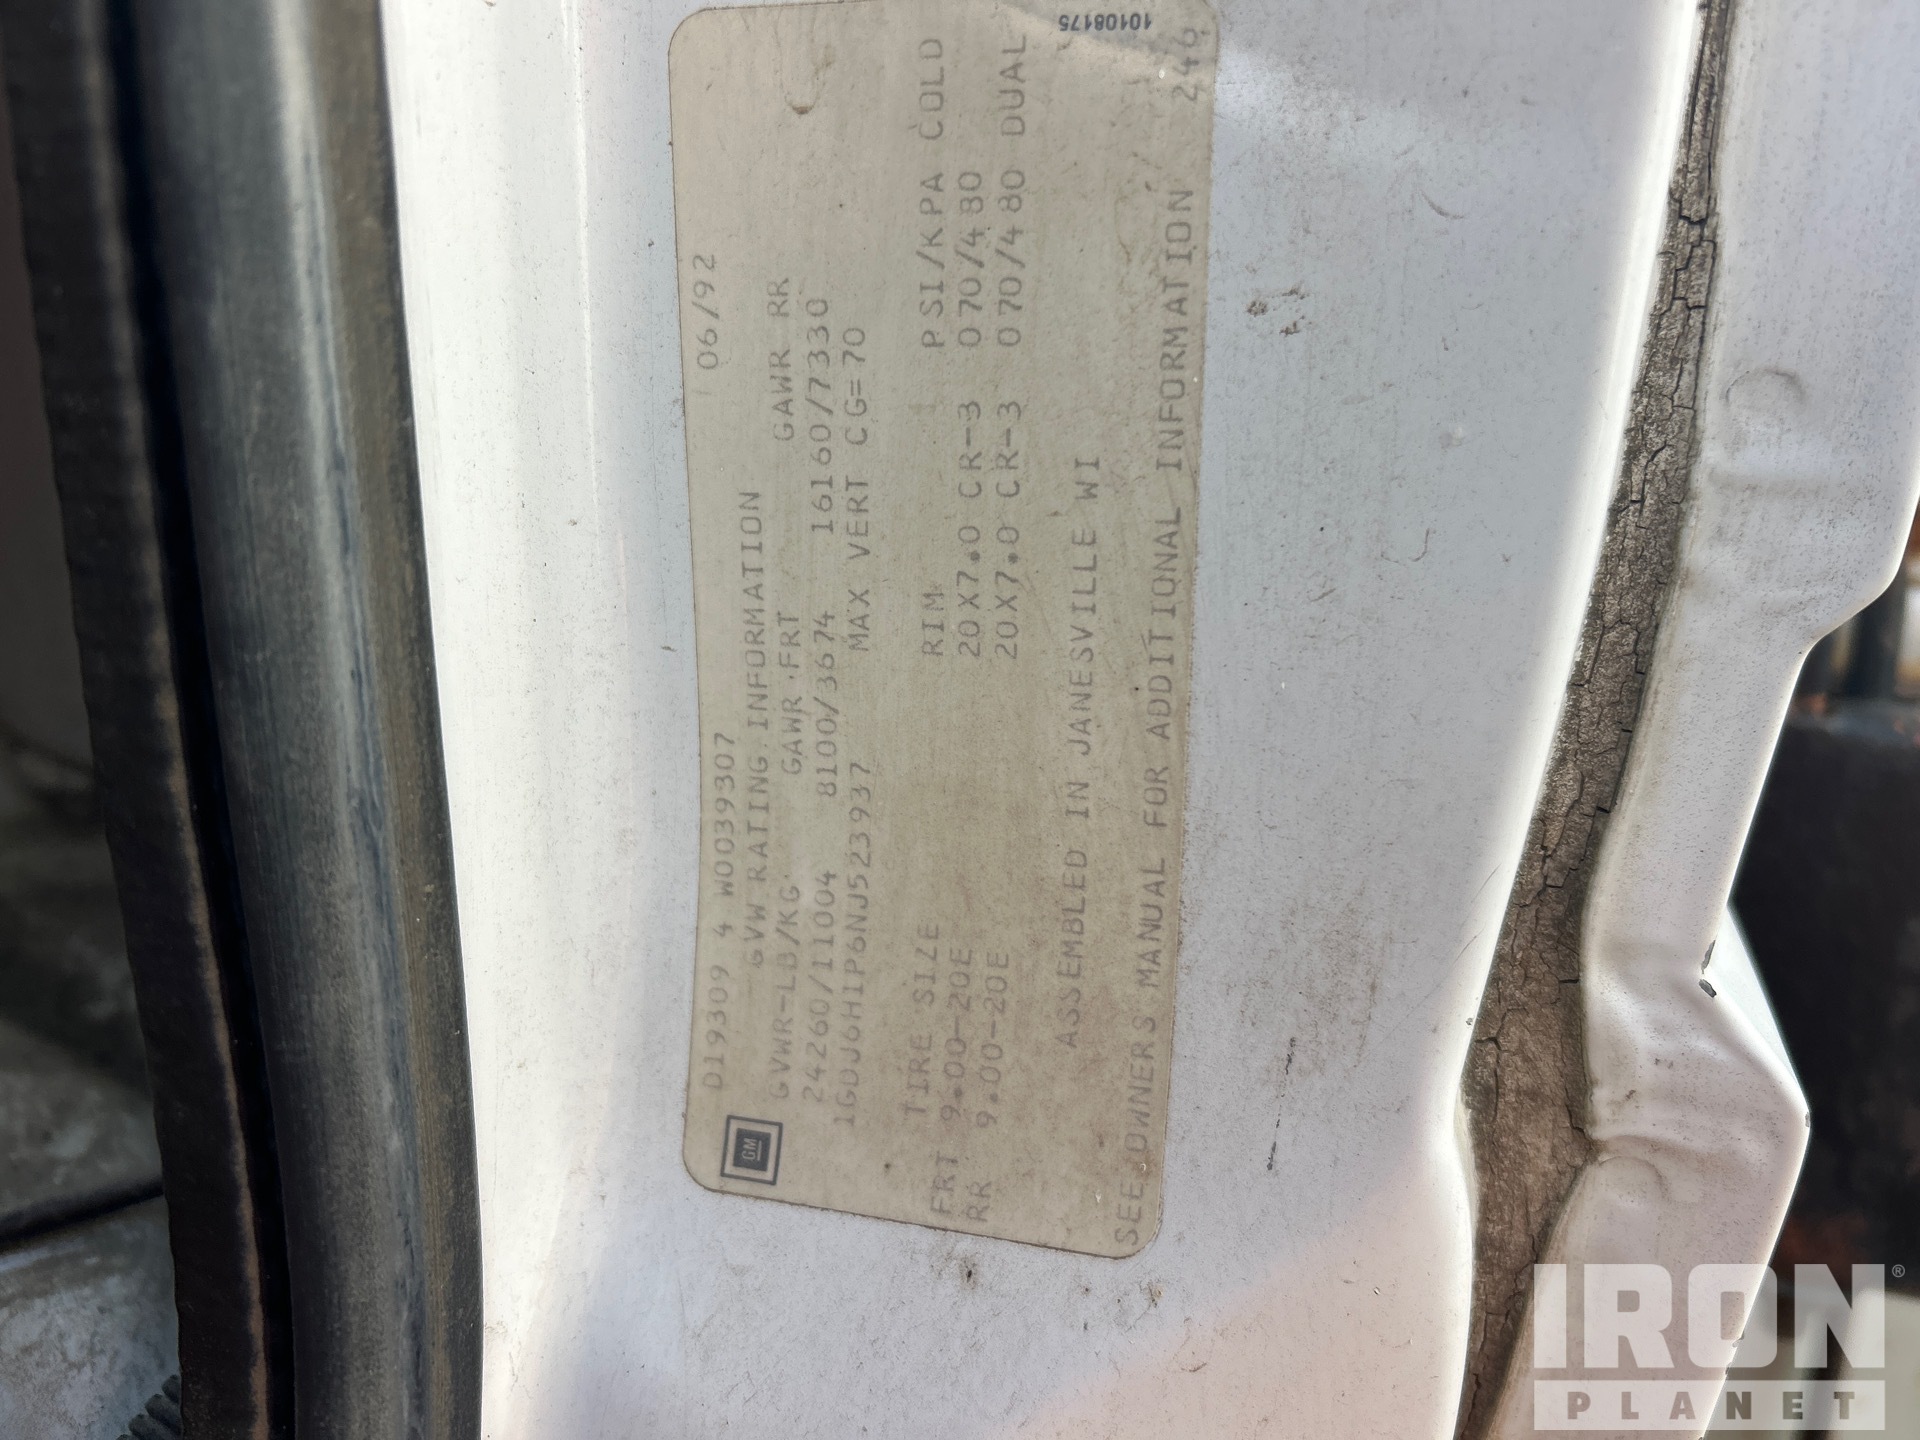 10108175
D19309 4 W0039307 06/92
GM
GVW RATING INFORMATION
GVWR-LB/KG GAWR FRT GAWR RR
24260/11004 8100/3674 16160/7330
1GDJ6H1P6NJ523937 MAX VERT CG=70
TIRE SIZE RIM PSI/KPA COLD
FRT 9.00-20E 20X7.0 CR-3 070/480
RR 9.00-20E 20X7.0 CR-3 070/480 DUAL
ASSEMBLED IN JANESVILLE WI
SEE OWNERS MANUAL FOR ADDITIONAL INFORMATION 246
IRON®
PLANET